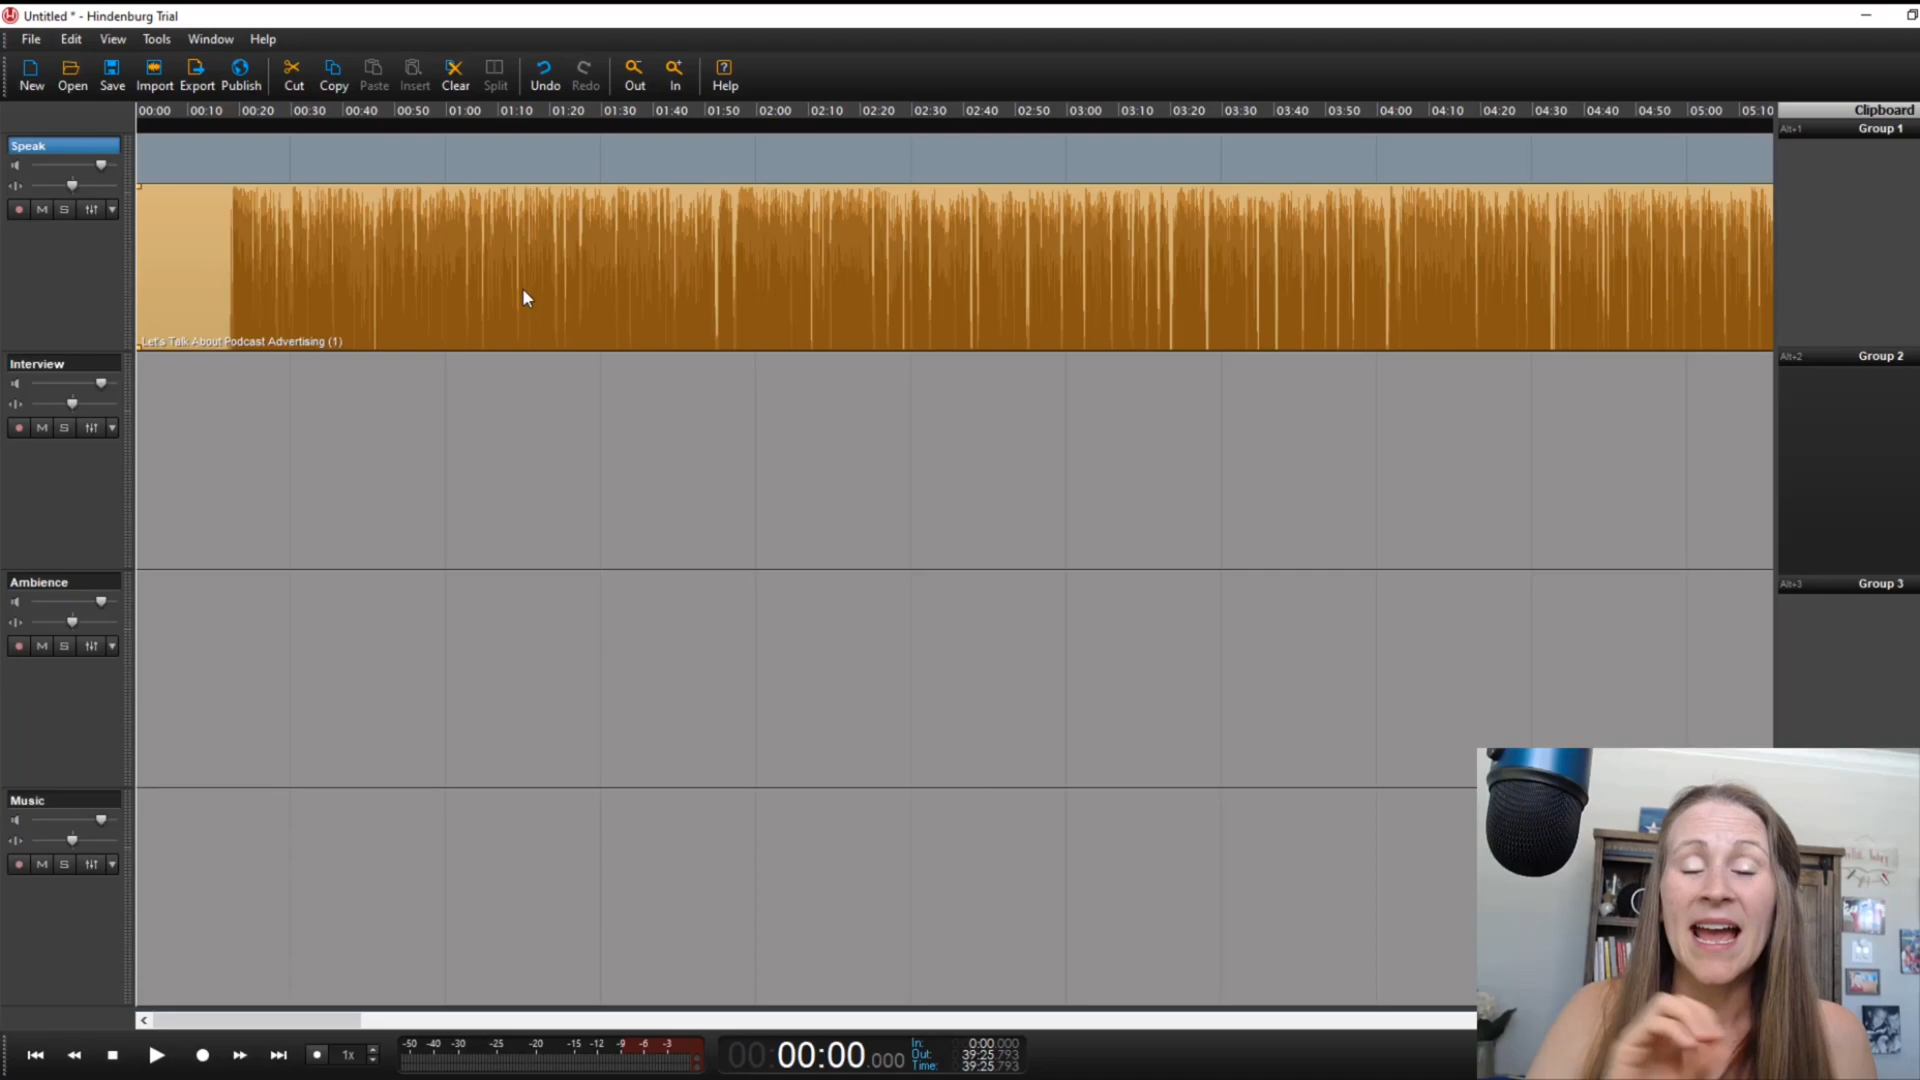 Untitled * - Hindenburg Trial
File Edit View Tools Window Help
New Open Save Import Export Publish Cut Copy Paste Insert Clear Split Undo Redo Out In Help
00:00 00:10 00:20 00:30 00:40 00:50 01:00 01:10 01:20 01:30 01:40 01:50 02:00 02:10 02:20 02:30 02:40 02:50 03:00 03:10 03:20 03:30 03:40 03:50 04:00 04:10 04:20 04:30 04:40 04:50 05:00 05:10
Clipboard
Alt+1 Group 1
Speak
M S
Let's Talk About Podcast Advertising (1)
Alt+2 Group 2
Interview
M S
Ambience
M S
Alt+3 Group 3
Music
M S
1x
-50 -40 -30 -25 -20 -15 -12 -9 -6 -3
00:00:00.000
In: 0:00.000
Out: 39:25.793
Time: 39:25.793